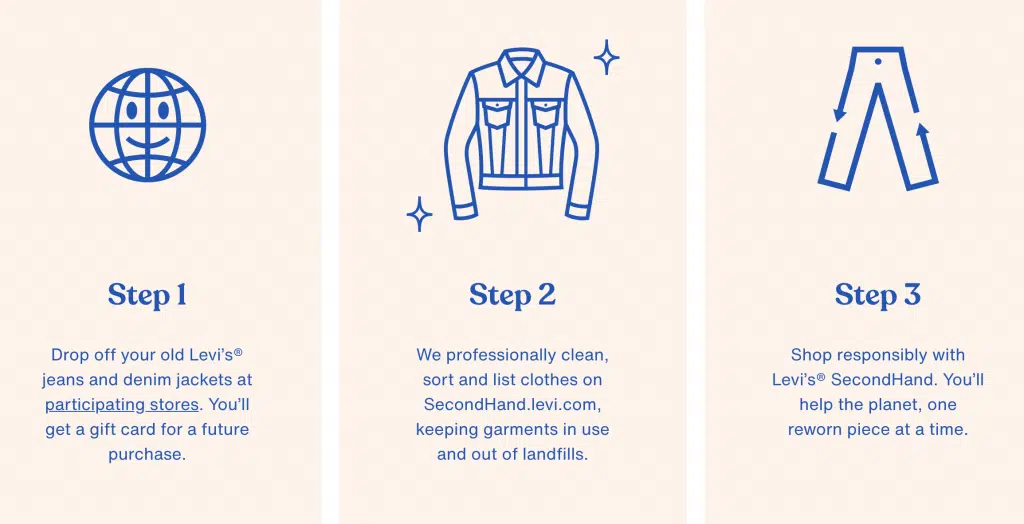 Step 1
Drop off your old Levi’s®
jeans and denim jackets at
participating stores. You’ll
get a gift card for a future
purchase.
Step 2
We professionally clean,
sort and list clothes on
SecondHand.levi.com,
keeping garments in use
and out of landfills.
Step 3
Shop responsibly with
Levi’s® SecondHand. You’ll
help the planet, one
reworn piece at a time.